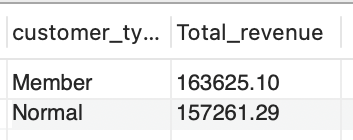 customer_ty... Total_revenue
Member 163625.10
Normal 157261.29